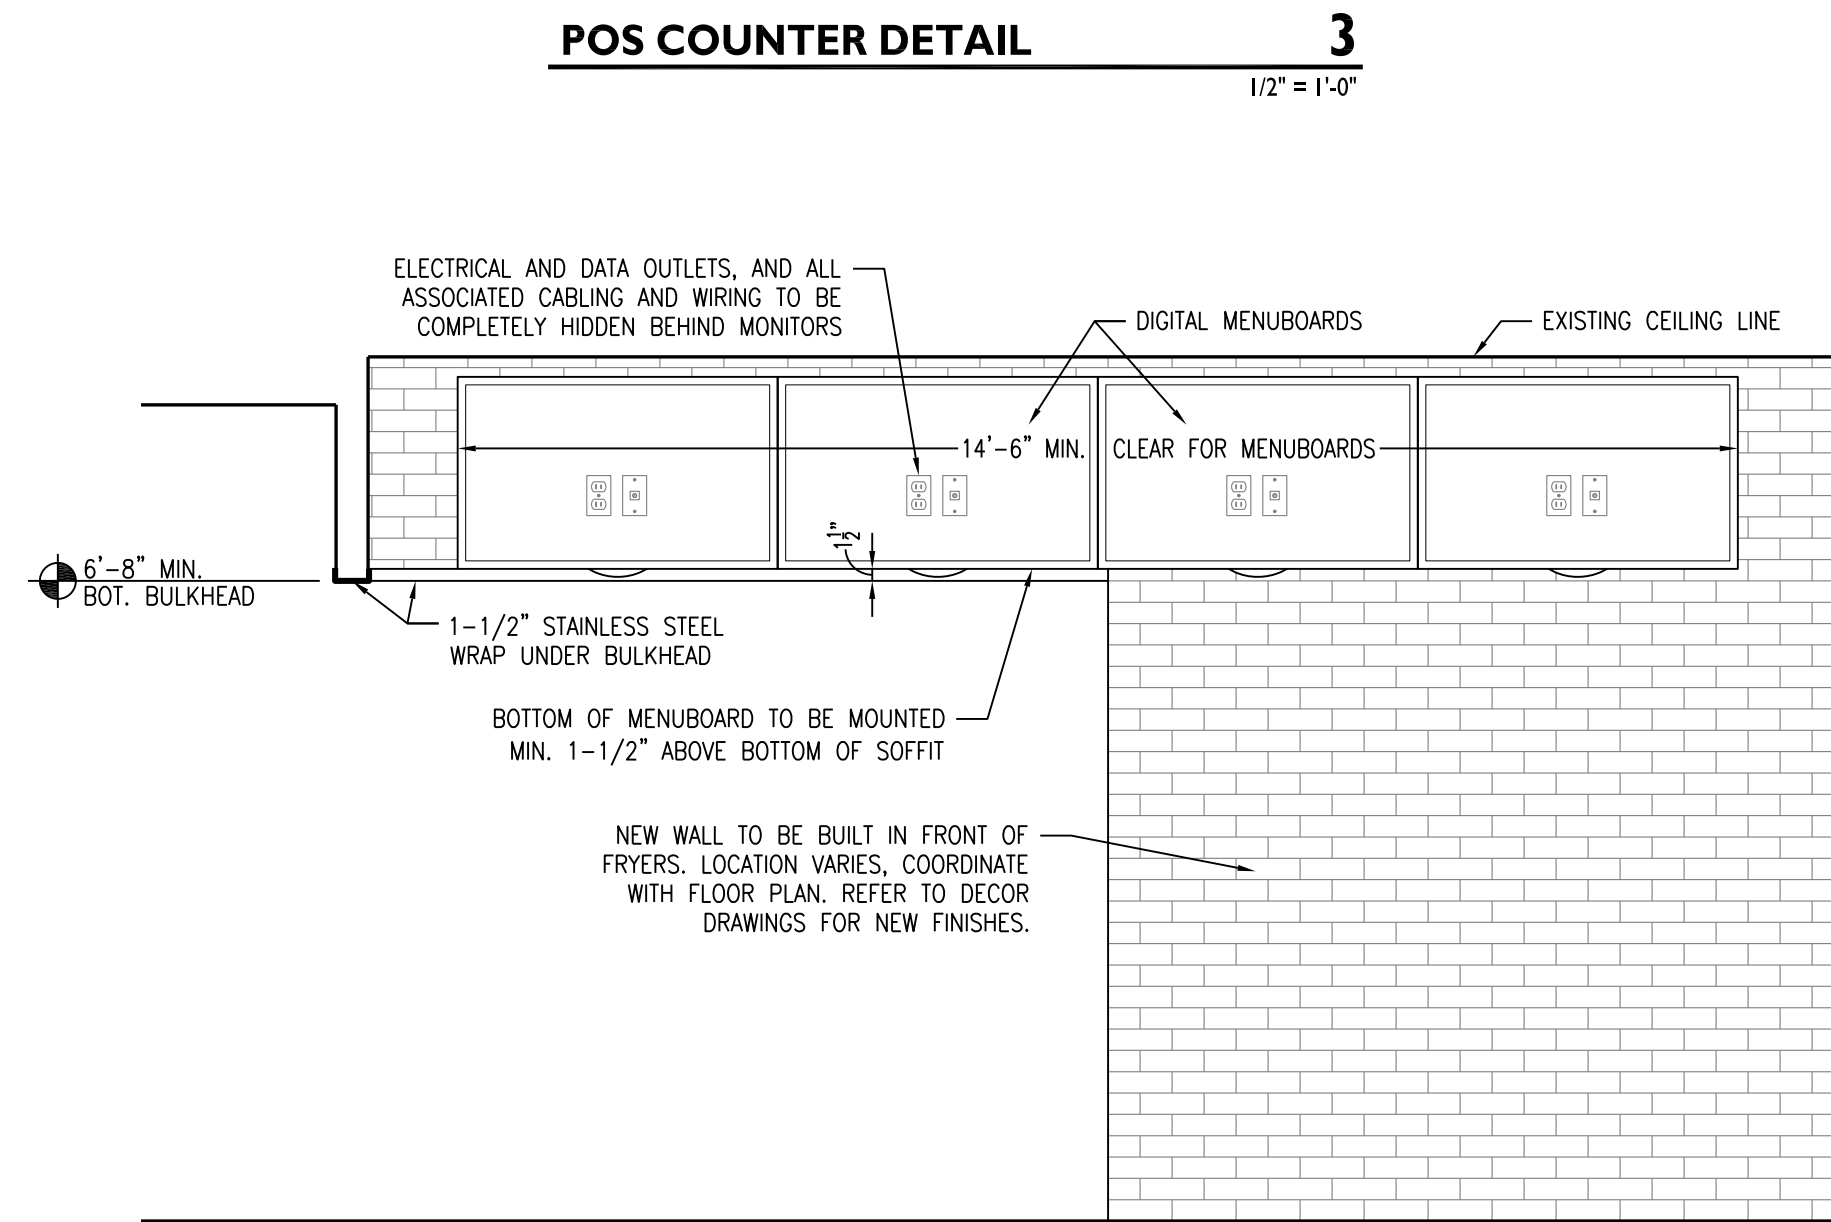 POS COUNTER DETAIL 3
1/2" = 1'-0"
ELECTRICAL AND DATA OUTLETS, AND ALL
ASSOCIATED CABLING AND WIRING TO BE
COMPLETELY HIDDEN BEHIND MONITORS
DIGITAL MENUBOARDS
EXISTING CEILING LINE
14'-6" MIN. CLEAR FOR MENUBOARDS
1 1/2"
6'-8" MIN.
BOT. BULKHEAD
1-1/2" STAINLESS STEEL
WRAP UNDER BULKHEAD
BOTTOM OF MENUBOARD TO BE MOUNTED
MIN. 1-1/2" ABOVE BOTTOM OF SOFFIT
NEW WALL TO BE BUILT IN FRONT OF
FRYERS. LOCATION VARIES, COORDINATE
WITH FLOOR PLAN. REFER TO DECOR
DRAWINGS FOR NEW FINISHES.